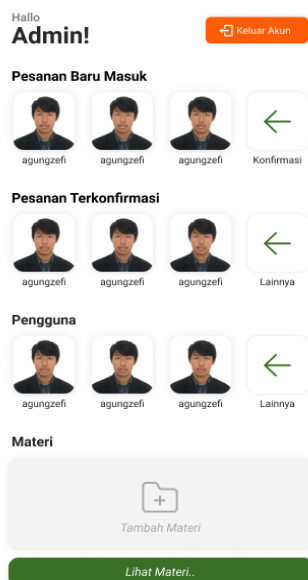 Hallo
Admin!
Keluar Akun
Pesanan Baru Masuk
agungzefi agungzefi agungzefi Konfirmasi
Pesanan Terkonfirmasi
agungzefi agungzefi agungzefi Lainnya
Pengguna
agungzefi agungzefi agungzefi Lainnya
Materi
Tambah Materi
Lihat Materi..